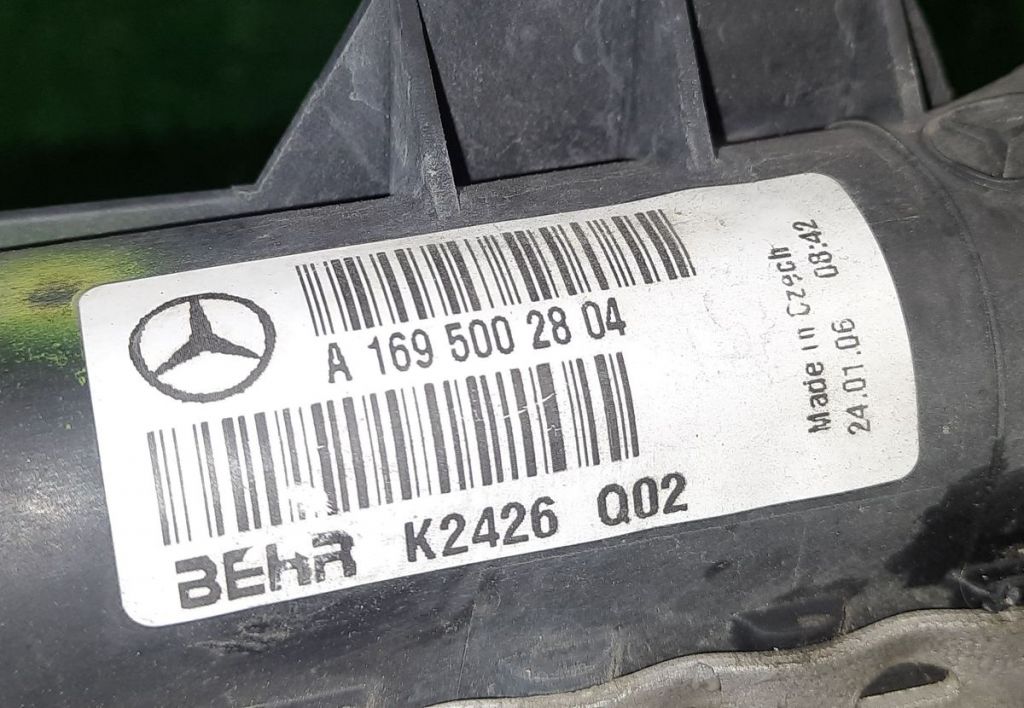 A 169 500 28 04
BEHR K2426 Q02
Made in Czech
24.01.06 08:42